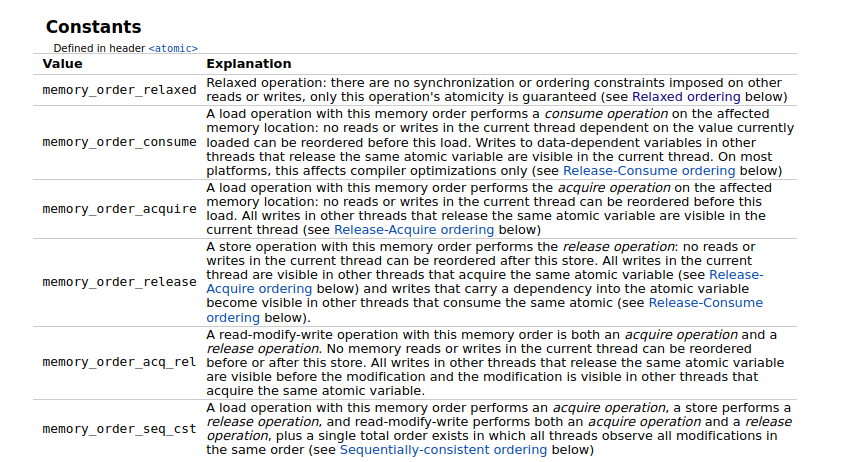 Constants
Defined in header <atomic>
Value Explanation
memory_order_relaxed Relaxed operation: there are no synchronization or ordering constraints imposed on other
reads or writes, only this operation's atomicity is guaranteed (see Relaxed ordering below)
memory_order_consume A load operation with this memory order performs a consume operation on the affected
memory location: no reads or writes in the current thread dependent on the value currently
loaded can be reordered before this load. Writes to data-dependent variables in other
threads that release the same atomic variable are visible in the current thread. On most
platforms, this affects compiler optimizations only (see Release-Consume ordering below)
memory_order_acquire A load operation with this memory order performs the acquire operation on the affected
memory location: no reads or writes in the current thread can be reordered before this
load. All writes in other threads that release the same atomic variable are visible in the
current thread (see Release-Acquire ordering below)
memory_order_release A store operation with this memory order performs the release operation: no reads or
writes in the current thread can be reordered after this store. All writes in the current
thread are visible in other threads that acquire the same atomic variable (see Release-
Acquire ordering below) and writes that carry a dependency into the atomic variable
become visible in other threads that consume the same atomic (see Release-Consume
ordering below).
memory_order_acq_rel A read-modify-write operation with this memory order is both an acquire operation and a
release operation. No memory reads or writes in the current thread can be reordered
before or after this store. All writes in other threads that release the same atomic variable
are visible before the modification and the modification is visible in other threads that
acquire the same atomic variable.
memory_order_seq_cst A load operation with this memory order performs an acquire operation, a store performs a
release operation, and read-modify-write performs both an acquire operation and a release
operation, plus a single total order exists in which all threads observe all modifications in
the same order (see Sequentially-consistent ordering below)